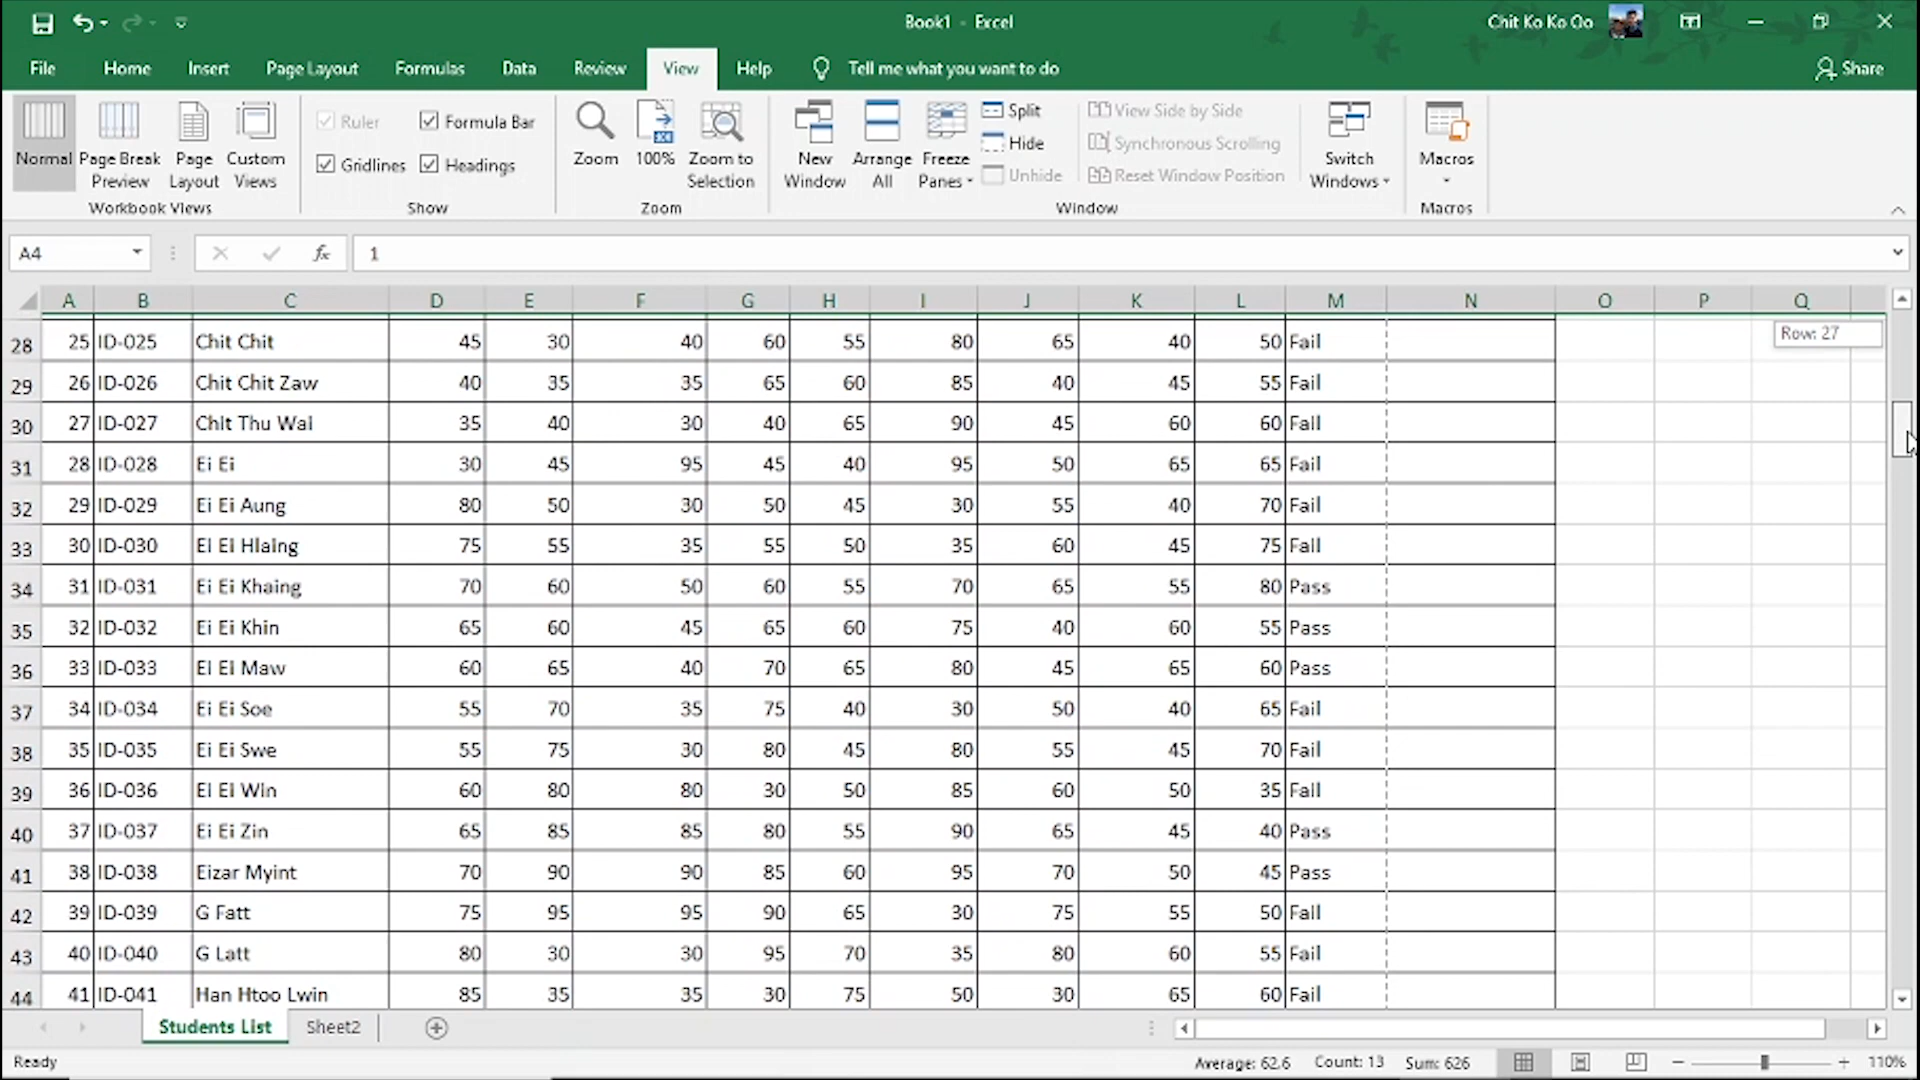 Book1 - Excel
Chit Ko Ko Oo
File Home Insert Page Layout Formulas Data Review View Help Tell me what you want to do Share
Normal Page Break Preview Page Layout Custom Views
Workbook Views
Ruler Formula Bar
Gridlines Headings
Show
Zoom 100% Zoom to Selection
Zoom
New Window Arrange All Freeze Panes
Split
Hide
Unhide
View Side by Side
Synchronous Scrolling
Reset Window Position
Switch Windows
Window
Macros
Macros
A4 fx 1
A B C D E F G H I J K L M N O P Q
Row: 27
28 25 ID-025 Chit Chit 45 30 40 60 55 80 65 40 50 Fail
29 26 ID-026 Chit Chit Zaw 40 35 35 65 60 85 40 45 55 Fail
30 27 ID-027 Chit Thu Wai 35 40 30 40 65 90 45 60 60 Fail
31 28 ID-028 Ei Ei 30 45 95 45 40 95 50 65 65 Fail
32 29 ID-029 Ei Ei Aung 80 50 30 50 45 30 55 40 70 Fail
33 30 ID-030 Ei Ei Hlaing 75 55 35 55 50 35 60 45 75 Fail
34 31 ID-031 Ei Ei Khaing 70 60 50 60 55 70 65 55 80 Pass
35 32 ID-032 Ei Ei Khin 65 60 45 65 60 75 40 60 55 Pass
36 33 ID-033 Ei Ei Maw 60 65 40 70 65 80 45 65 60 Pass
37 34 ID-034 Ei Ei Soe 55 70 35 75 40 30 50 40 65 Fail
38 35 ID-035 Ei Ei Swe 55 75 30 80 45 80 55 45 70 Fail
39 36 ID-036 Ei Ei Win 60 80 80 30 50 85 60 50 35 Fail
40 37 ID-037 Ei Ei Zin 65 85 85 80 55 90 65 45 40 Pass
41 38 ID-038 Eizar Myint 70 90 90 85 60 95 70 50 45 Pass
42 39 ID-039 G Fatt 75 95 95 90 65 30 75 55 50 Fail
43 40 ID-040 G Latt 80 30 30 95 70 35 80 60 55 Fail
44 41 ID-041 Han Htoo Lwin 85 35 35 30 75 50 30 65 60 Fail
Students List Sheet2
Ready Average: 62.6 Count: 13 Sum: 626 110%